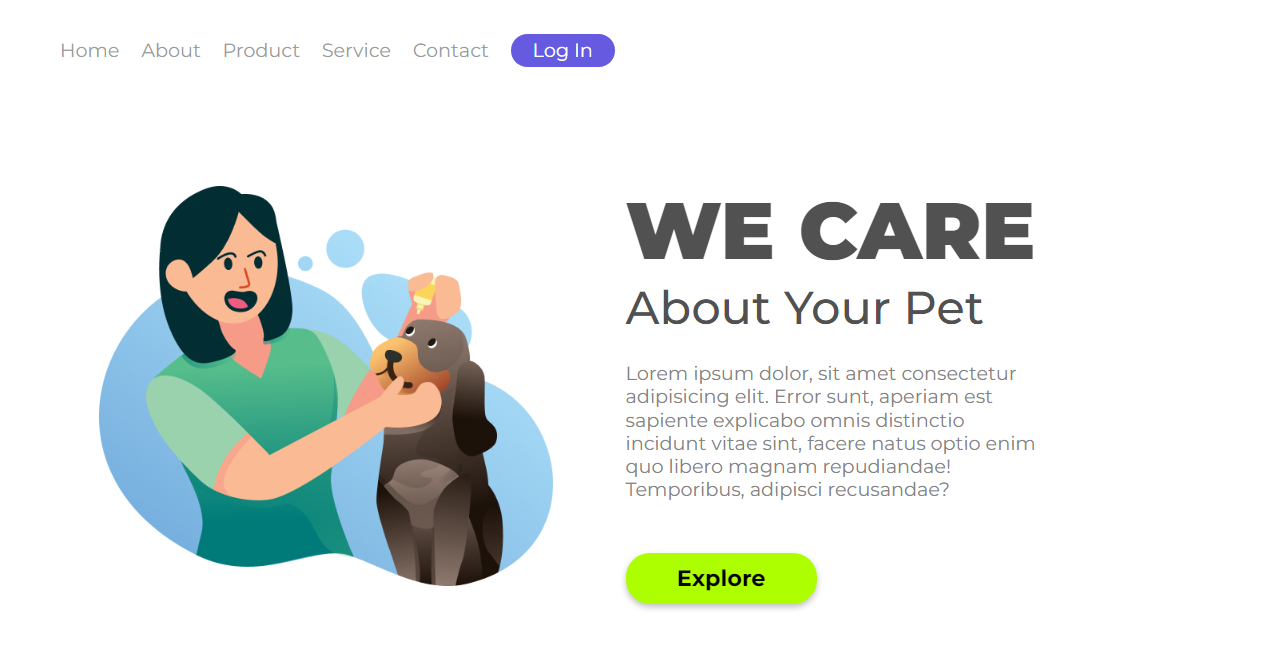 Home About Product Service Contact Log In
WE CARE
About Your Pet
Lorem ipsum dolor, sit amet consectetur
adipisicing elit. Error sunt, aperiam est
sapiente explicabo omnis distinctio
incidunt vitae sint, facere natus optio enim
quo libero magnam repudiandae!
Temporibus, adipisci recusandae?
Explore